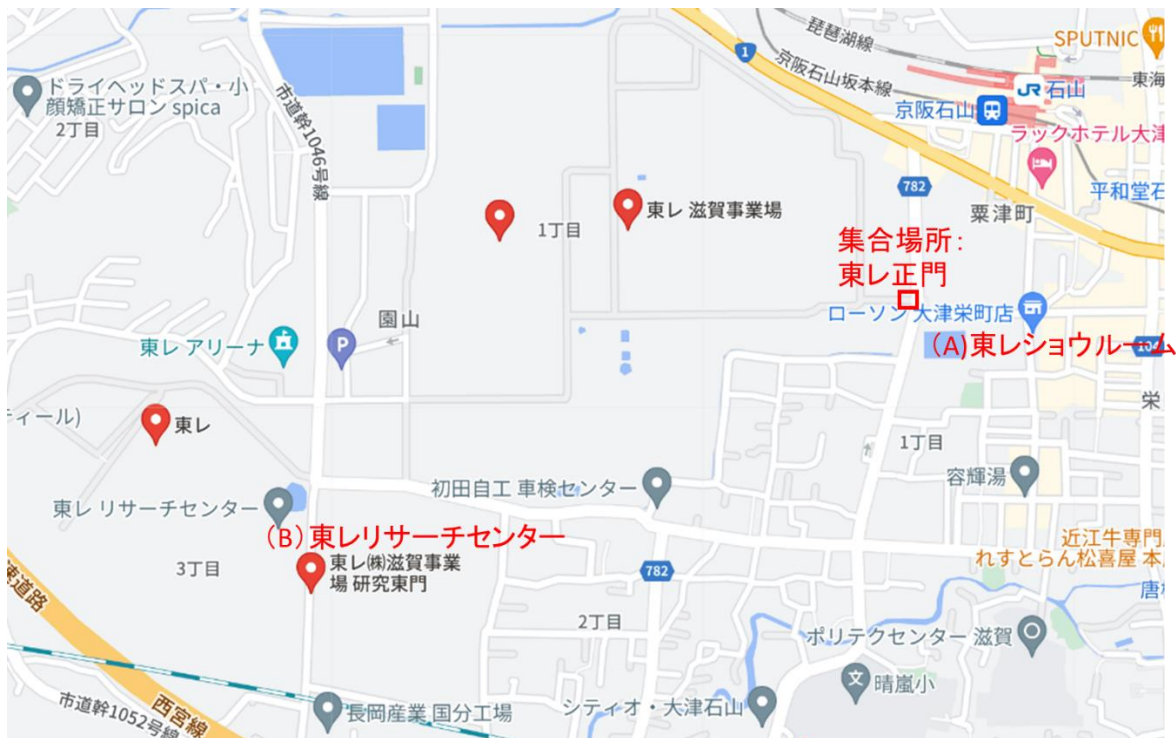 琵琶湖線
SPUTNIC
1
京阪石山坂本線
東海
JR 石山
ドライヘッドスパ・小
顔矯正サロン spica
2丁目
市道幹1046号線
京阪石山
ラックホテル大津
782
平和堂石
粟津町
東レ 滋賀事業場
1丁目
集合場所：
東レ正門
ローソン 大津栄町店
園山
東レ アリーナ
P
(A)東レショウルーム
104
栄
ティール)
東レ
1丁目
容輝湯
初田自工 車検センター
東レ リサーチセンター
(B)東レリサーチセンター
近江牛専門
れすとらん松喜屋 本
東レ㈱滋賀事業
場 研究東門
3丁目
782
唐
東道路
2丁目
ポリテクセンター 滋賀
文
晴嵐小
西宮線
市道幹1052号線
長岡産業 国分工場
シティオ・大津石山